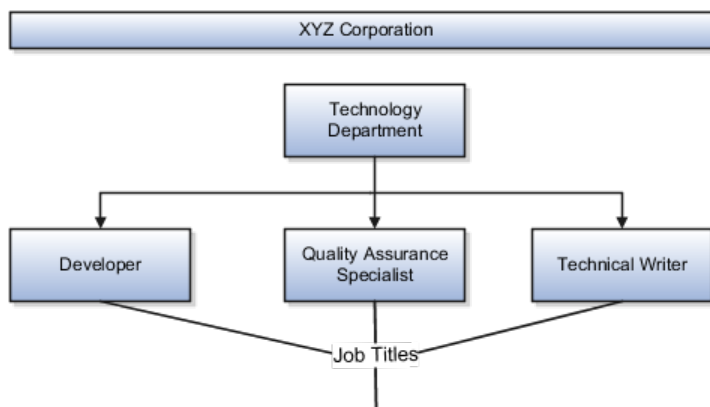 XYZ Corporation
Technology
Department
Developer
Quality Assurance
Specialist
Technical Writer
Job Titles